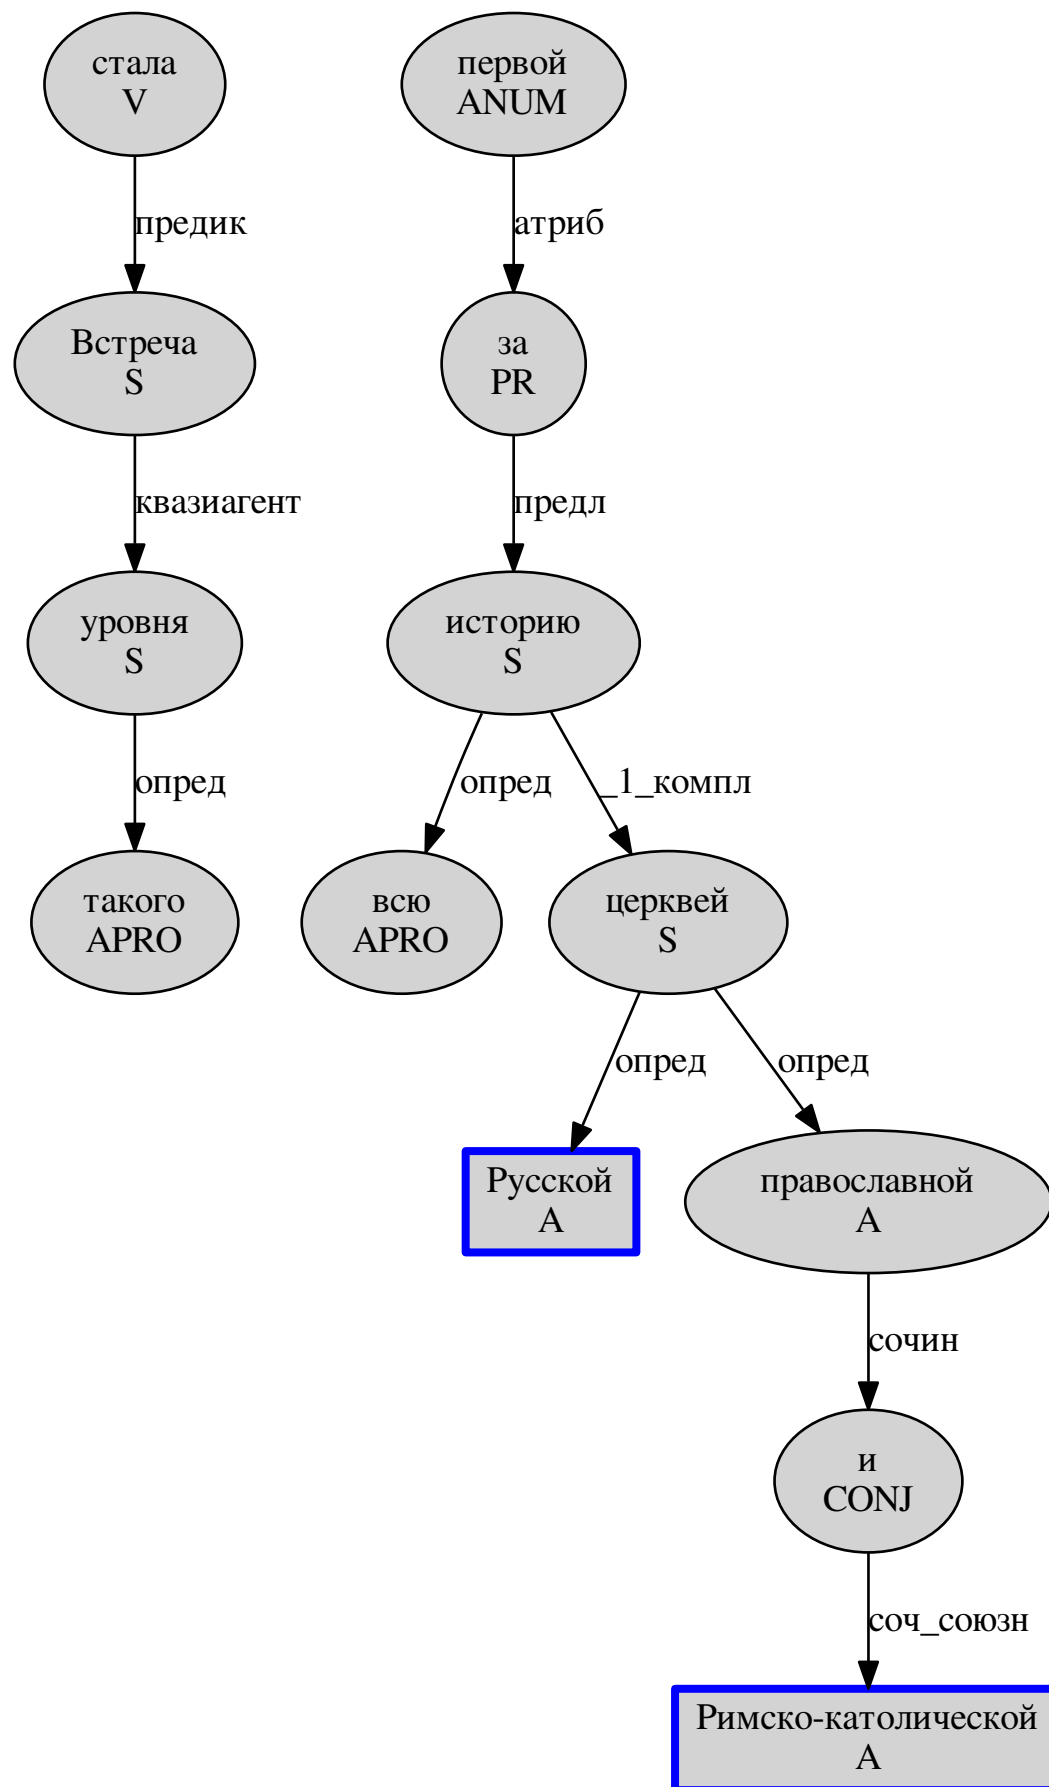 стала
V
первой
ANUM
предик
атриб
Встреча
S
за
PR
квазиагент
предл
уровня
S
историю
S
опред
опред
_1_компл
такого
APRO
всю
APRO
церквей
S
опред
опред
Русской
A
православной
A
сочин
и
CONJ
соч_союзн
Римско-католической
A